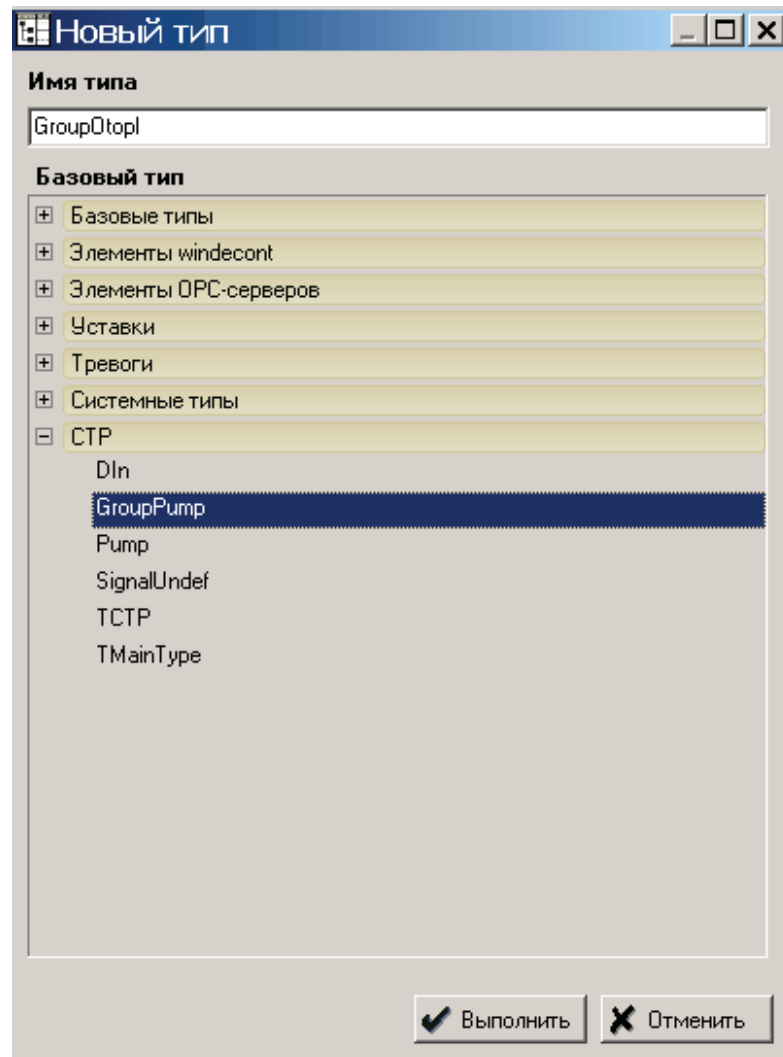 Новый тип
Имя типа
GroupOtopl
Базовый тип
Базовые типы
Элементы windecont
Элементы OPC-серверов
Уставки
Тревоги
Системные типы
CTP
DIn
GroupPump
Pump
SignalUndef
TCTP
TMainType
Выполнить
Отменить